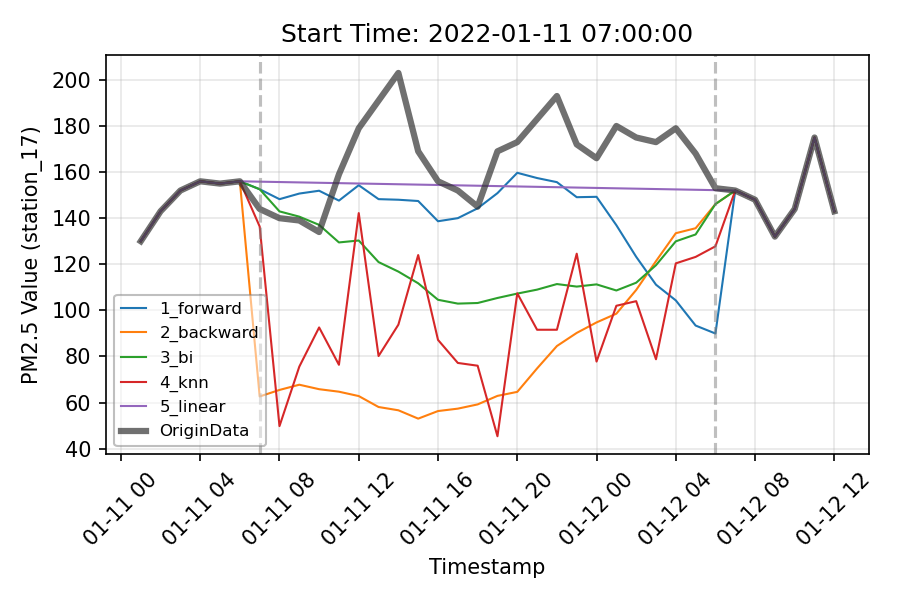 Start Time: 2022-01-11 07:00:00
PM2.5 Value (station_17)
200
180
160
140
120
100
80
60
40
1_forward
2_backward
3_bi
4_knn
5_linear
OriginData
01-11 00
01-11 04
01-11 08
01-11 12
01-11 16
01-11 20
01-12 00
01-12 04
01-12 08
01-12 12
Timestamp